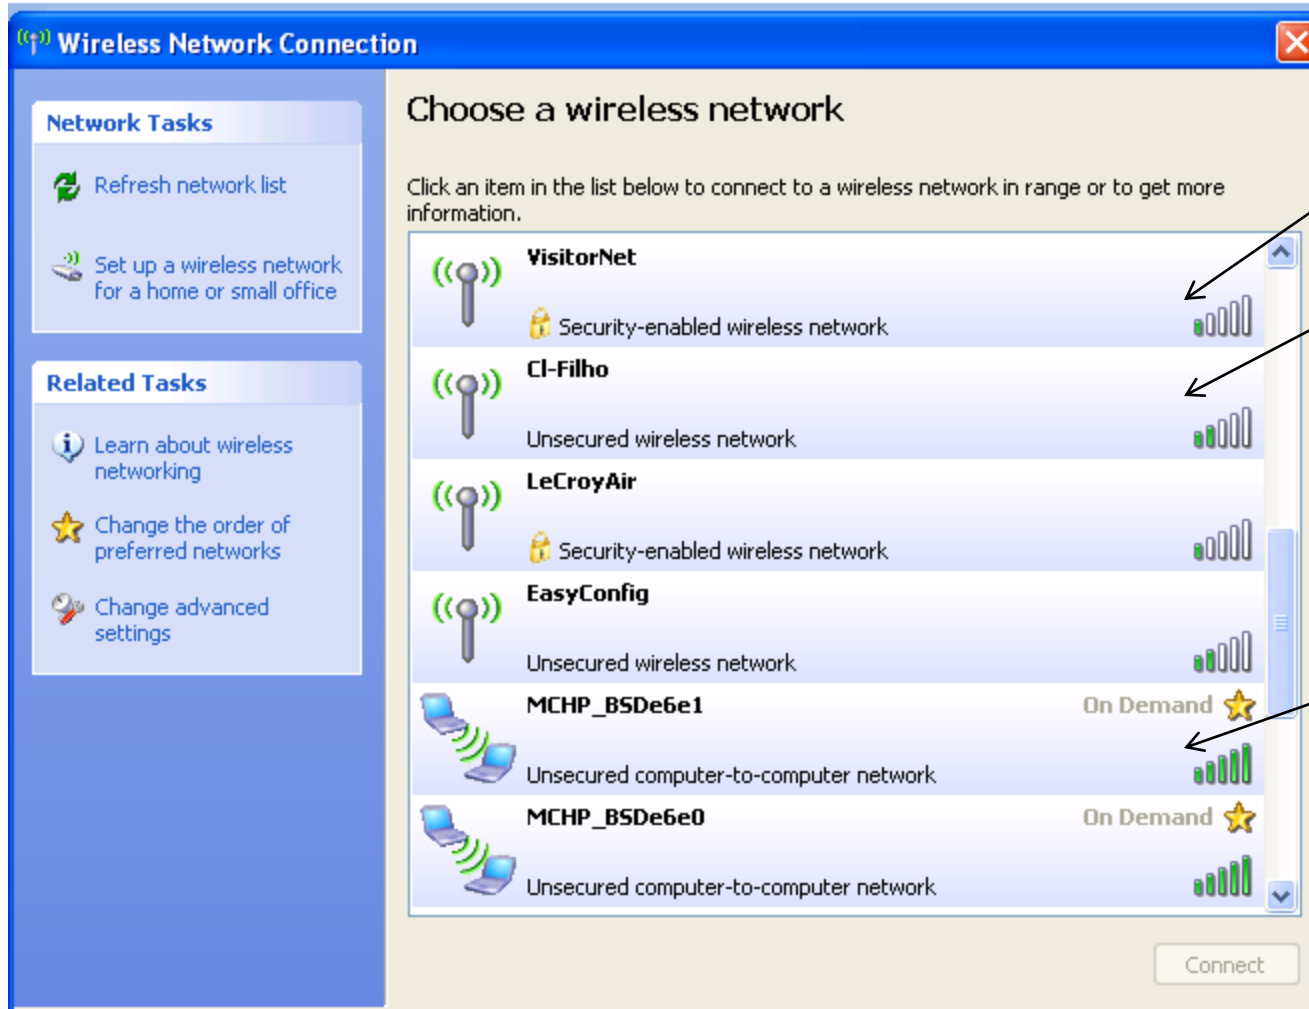 Wireless Network Connection
Network Tasks
Refresh network list
Set up a wireless network
for a home or small office
Related Tasks
Learn about wireless
networking
Change the order of
preferred networks
Change advanced
settings
Choose a wireless network
Click an item in the list below to connect to a wireless network in range or to get more
information.
VisitorNet
Security-enabled wireless network
Cl-Filho
Unsecured wireless network
LeCroyAir
Security-enabled wireless network
EasyConfig
Unsecured wireless network
MCHP_BSDe6e1 On Demand
Unsecured computer-to-computer network
MCHP_BSDe6e0 On Demand
Unsecured computer-to-computer network
Connect